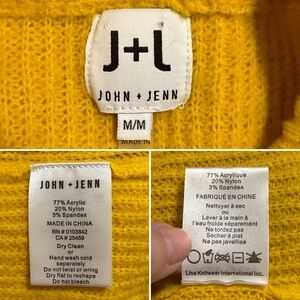 J+L
JOHN + JENN
M/M
MADE IN
JOHN + JENN
77% Acrylic
20% Nylon
3% Spandex
MADE IN CHINA
RN # 0103842
CA # 28459
Dry Clean
or
Hand wash cold
separately
Do not twist or wring
Dry flat to reshape
Do not bleach
77% Acrylique
20% Nylon
3% Spandex
FABRIQUÉ EN CHINE
Nettoyer à sec
ou
Laver à la main à
l'eau froide séparément
Ne tordez pas
Sécher à plat
Ne pas javellise
Line Knitwear International Inc.